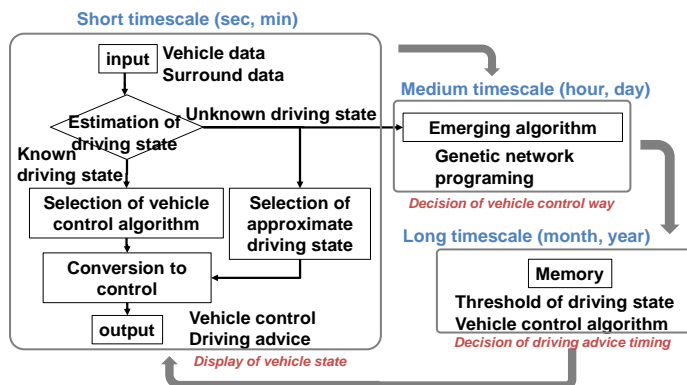 Short timescale (sec, min)
input
Vehicle data
Surround data
Estimation of
driving state
Unknown driving state
Known
driving state
Selection of vehicle
control algorithm
Selection of
approximate
driving state
Conversion to
control
output
Vehicle control
Driving advice
Display of vehicle state
Medium timescale (hour, day)
Emerging algorithm
Genetic network
programing
Decision of vehicle control way
Long timescale (month, year)
Memory
Threshold of driving state
Vehicle control algorithm
Decision of driving advice timing